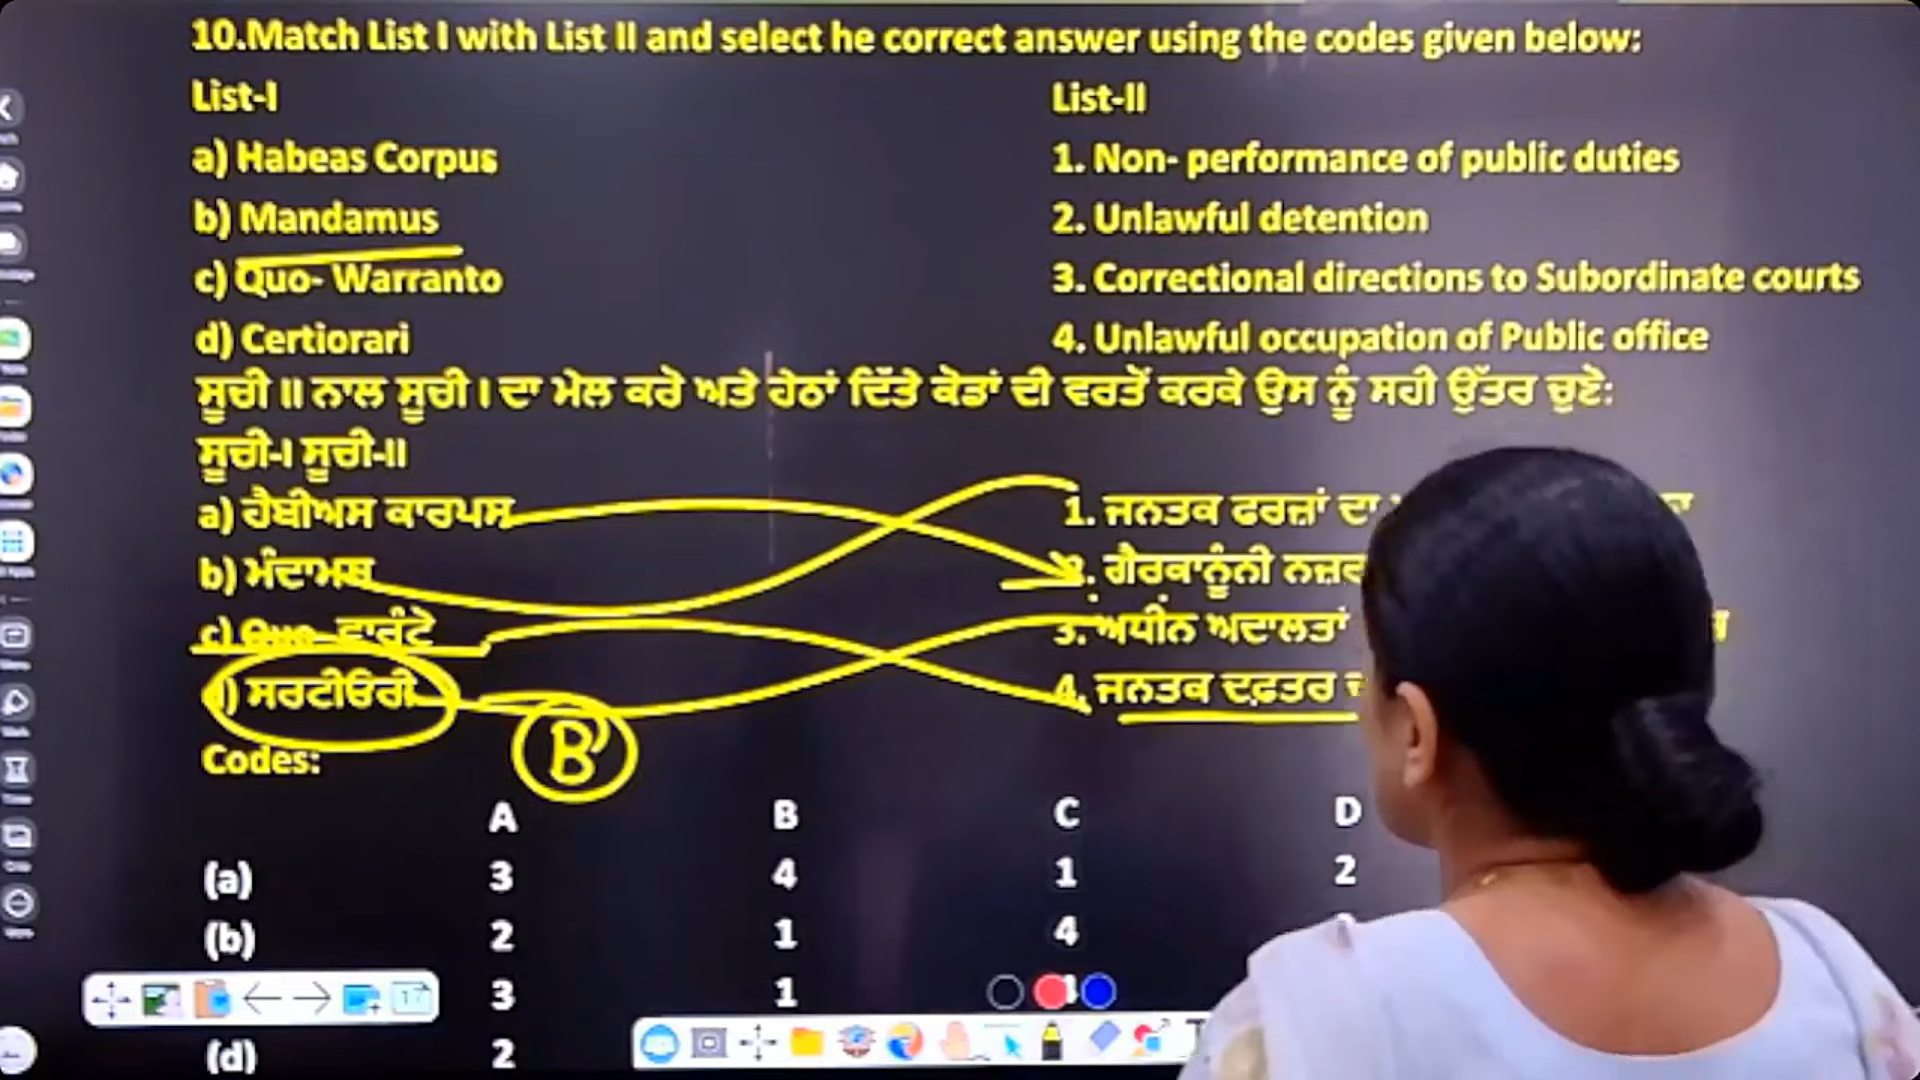 10.Match List I with List II and select he correct answer using the codes given below:
List-I List-II
a) Habeas Corpus 1. Non- performance of public duties
b) Mandamus 2. Unlawful detention
c) Quo- Warranto 3. Correctional directions to Subordinate courts
d) Certiorari 4. Unlawful occupation of Public office
ਸੂਚੀ II ਨਾਲ ਸੂਚੀ I ਦਾ ਮੇਲ ਕਰੋ ਅਤੇ ਹੇਠਾਂ ਦਿੱਤੇ ਕੋਡਾਂ ਦੀ ਵਰਤੋਂ ਕਰਕੇ ਉਸ ਨੂੰ ਸਹੀ ਉੱਤਰ ਚੁਣੋ:
ਸੂਚੀ-I ਸੂਚੀ-II
a) ਹੈਬੀਅਸ ਕਾਰਪਸ 1. ਜਨਤਕ ਫਰਜ਼ਾਂ ਦਾ
b) ਮੰਦਾਮਸ 2. ਗੈਰਕਾਨੂੰਨੀ
c) Quo- ਵਾਰੰਟੋ 3. ਅਧੀਨ ਅਦਾਲਤਾਂ
d) ਸਰਟੀਓਰੀ 4. ਜਨਤਕ ਦਫ਼ਤਰ
Codes: B
A B C D
(a) 3 4 1 2
(b) 2 1 4
3 1
(d) 2